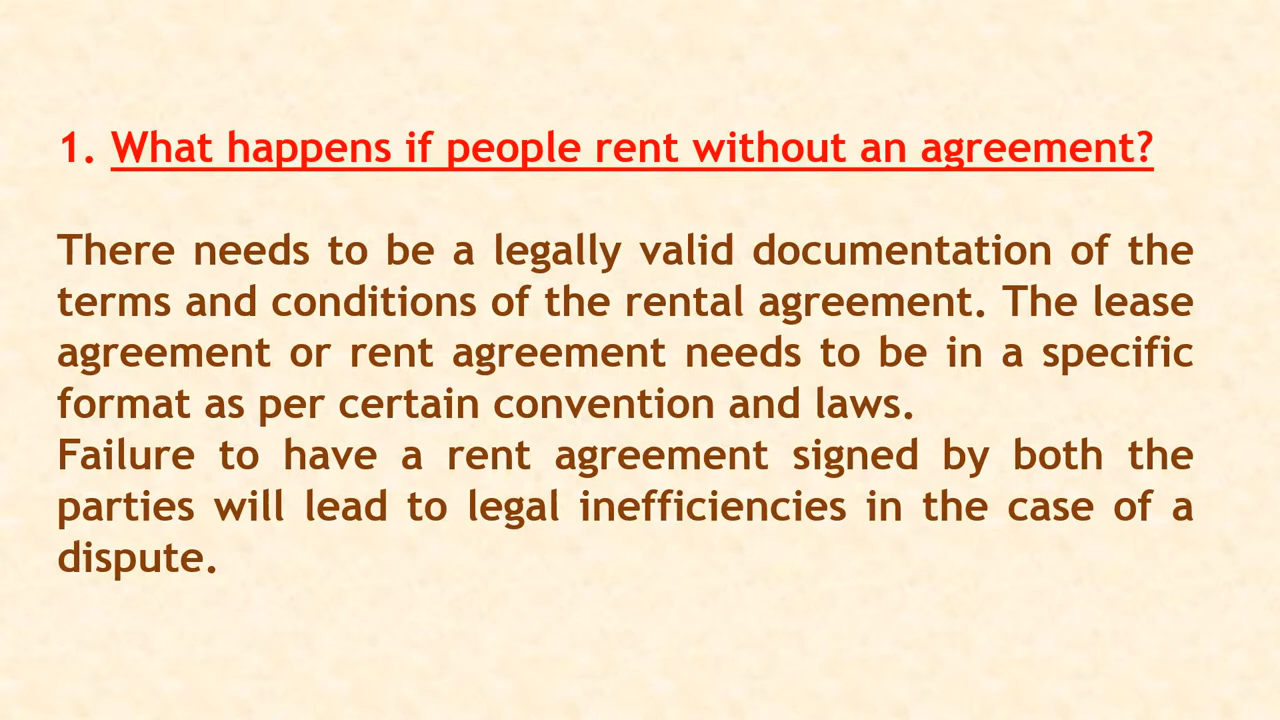 1. What happens if people rent without an agreement?
There needs to be a legally valid documentation of the
terms and conditions of the rental agreement. The lease
agreement or rent agreement needs to be in a specific
format as per certain convention and laws.
Failure to have a rent agreement signed by both the
parties will lead to legal inefficiencies in the case of a
dispute.